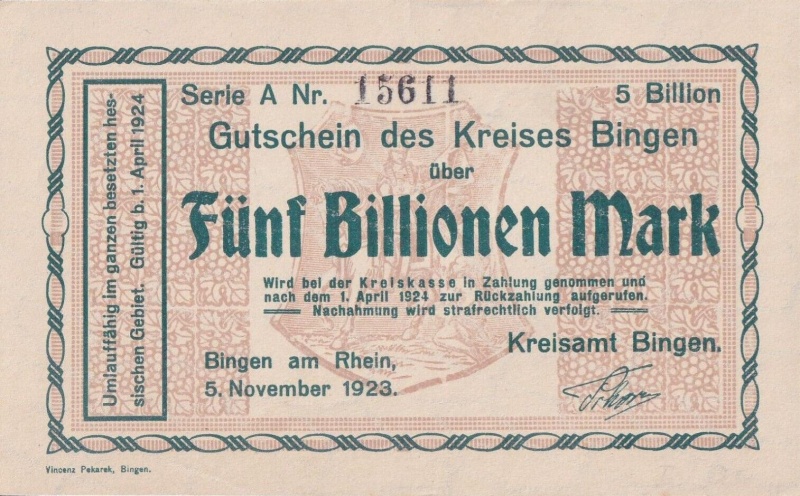 Serie A Nr. 15611 5 Billion
Gutschein des Kreises Bingen
über
Fünf Billionen Mark
Wird bei der Kreiskasse in Zahlung genommen und
nach dem 1. April 1924 zur Rückzahlung aufgerufen.
Nachahmung wird strafrechtlich verfolgt.
Kreisamt Bingen.
Bingen am Rhein,
5. November 1923.
Umlauffähig im ganzen besetzten hes-
sischen Gebiet. Gültig b. 1. April 1924
Vincenz Pekarek, Bingen.